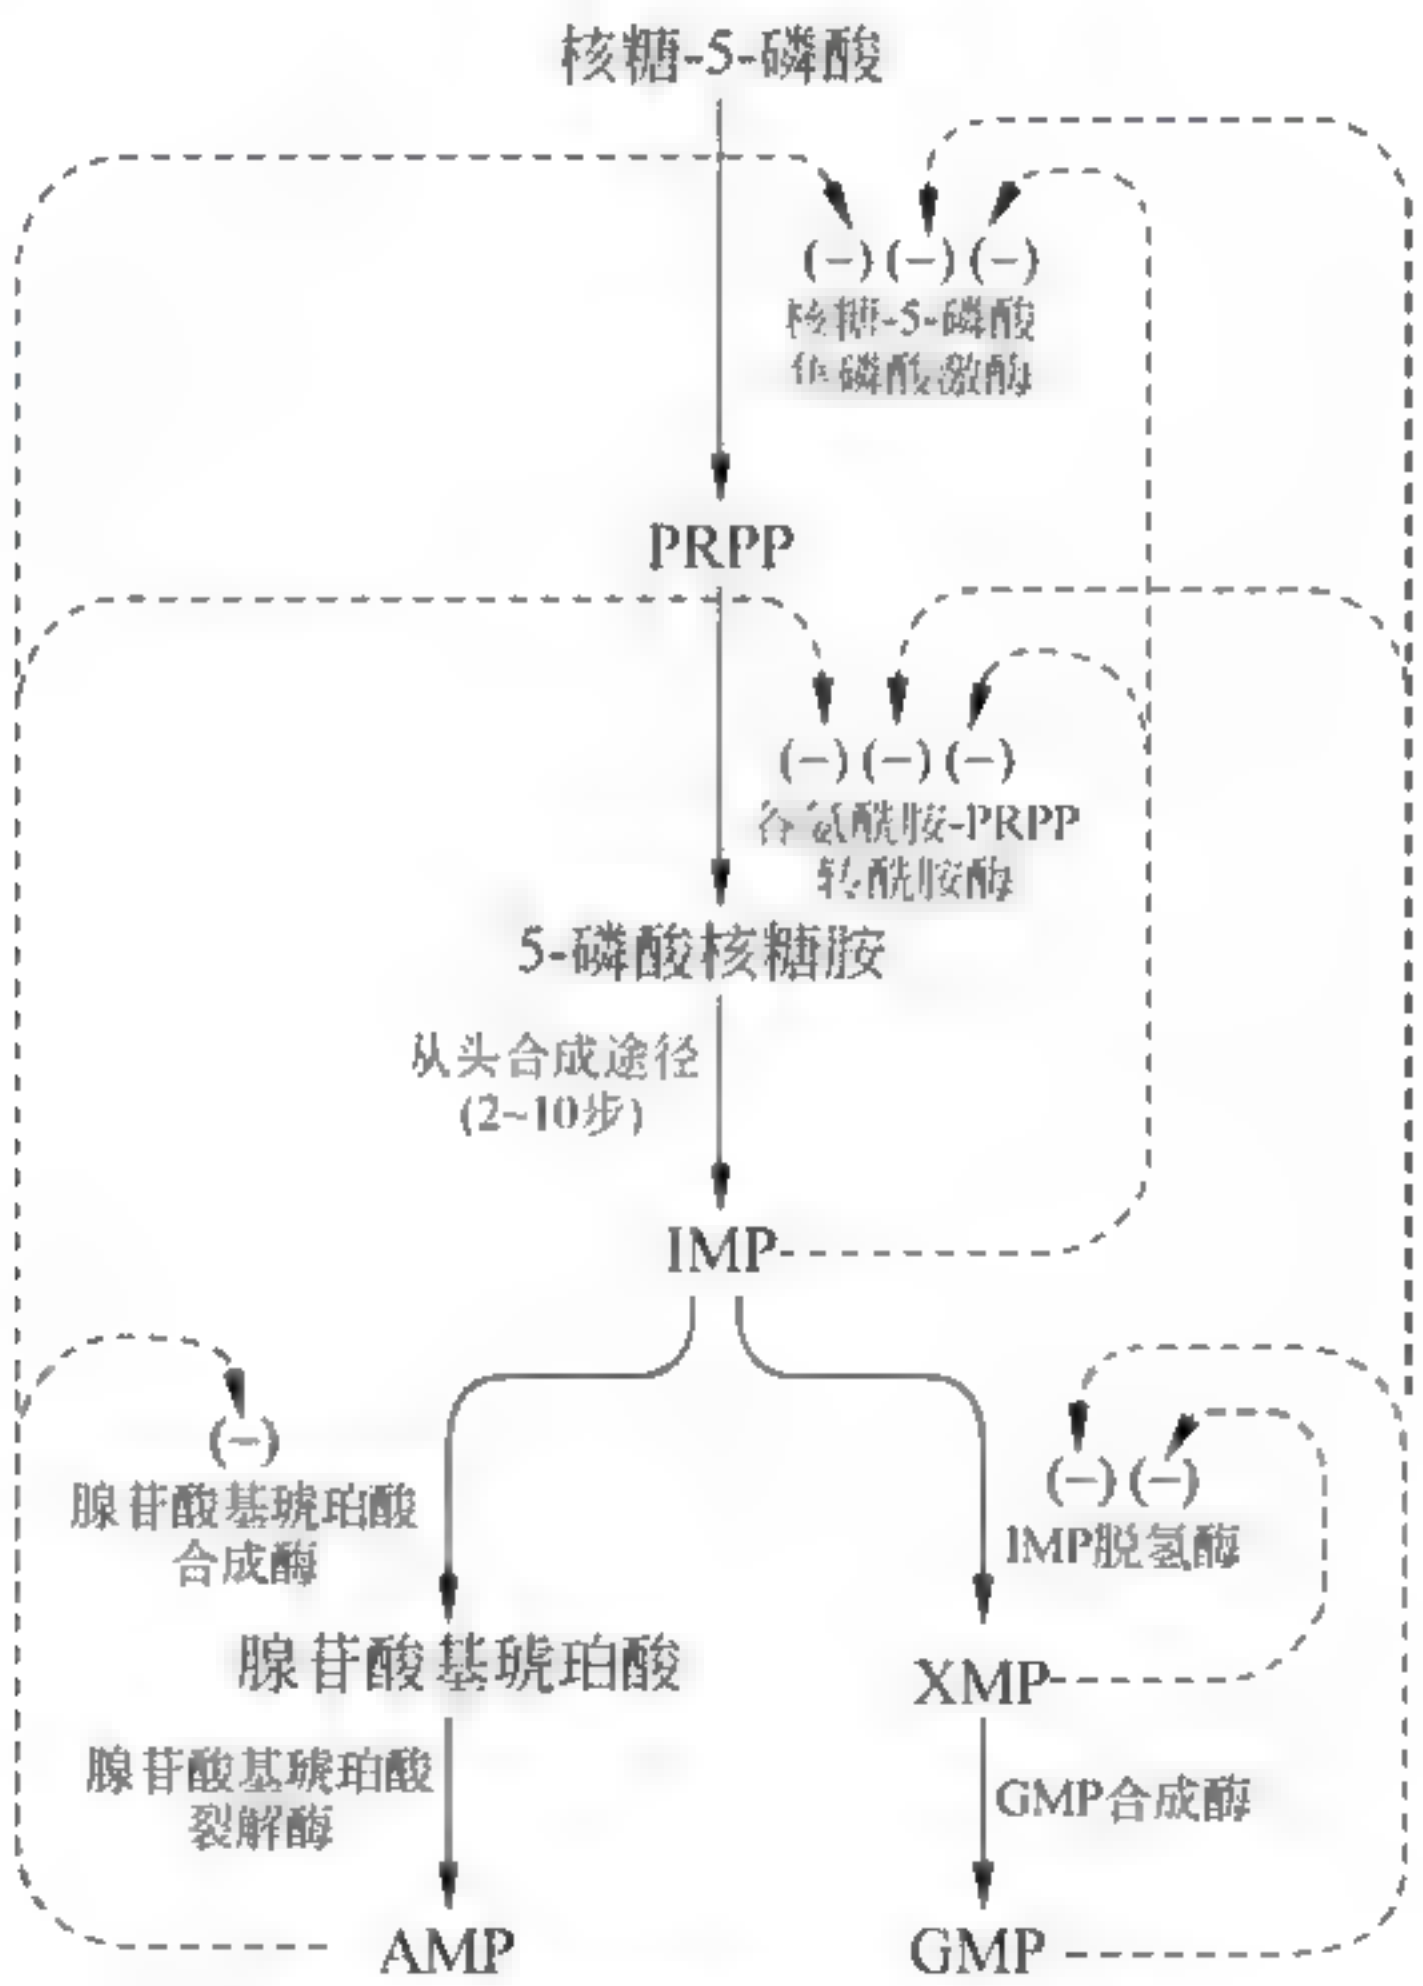 核糖-5-磷酸
(-) (-) (-)
核糖-5-磷酸
焦磷酸激酶
PRPP
(-) (-) (-)
谷氨酰胺-PRPP
转酰胺酶
5-磷酸核糖胺
从头合成途径
(2~10步)
IMP
(-)
腺苷酸基琥珀酸
合成酶
(-) (-)
IMP脱氢酶
腺苷酸基琥珀酸
XMP
腺苷酸基琥珀酸
裂解酶
GMP合成酶
AMP
GMP